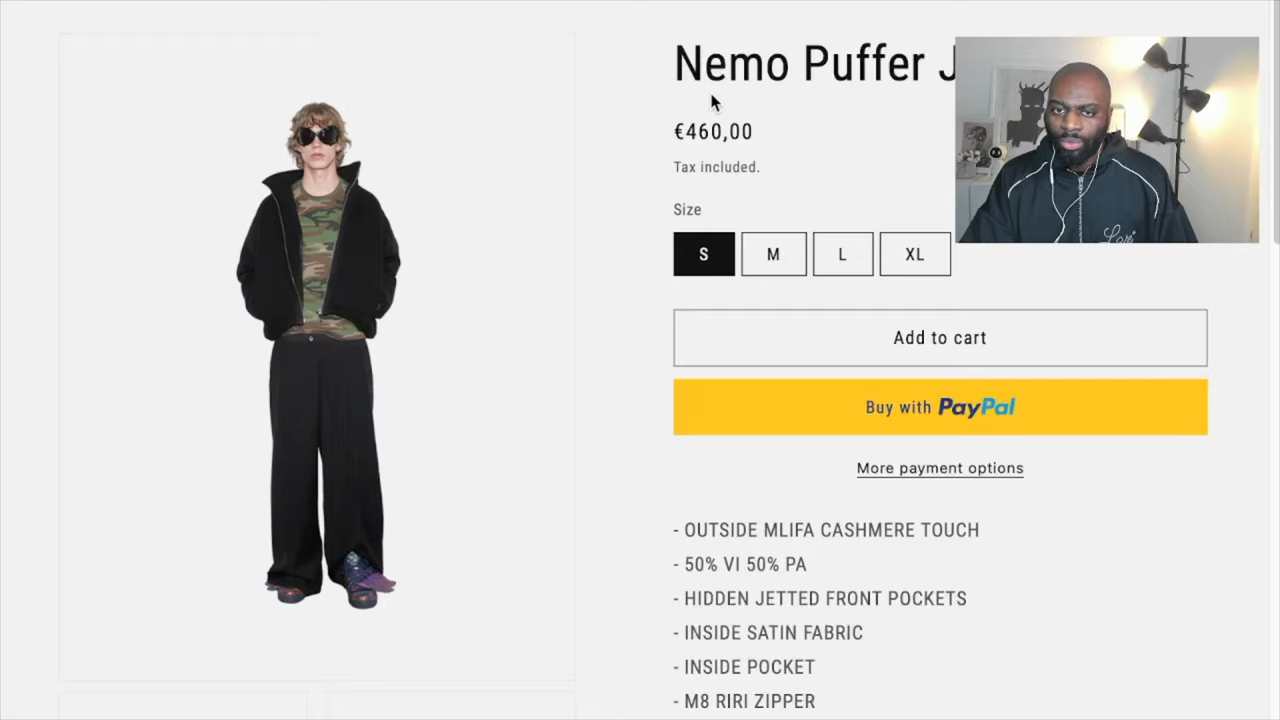 Nemo Puffer
€460,00
Tax included.
Size
S M L XL
Add to cart
Buy with PayPal
More payment options
- OUTSIDE MLIFA CASHMERE TOUCH
- 50% VI 50% PA
- HIDDEN JETTED FRONT POCKETS
- INSIDE SATIN FABRIC
- INSIDE POCKET
- M8 RIRI ZIPPER